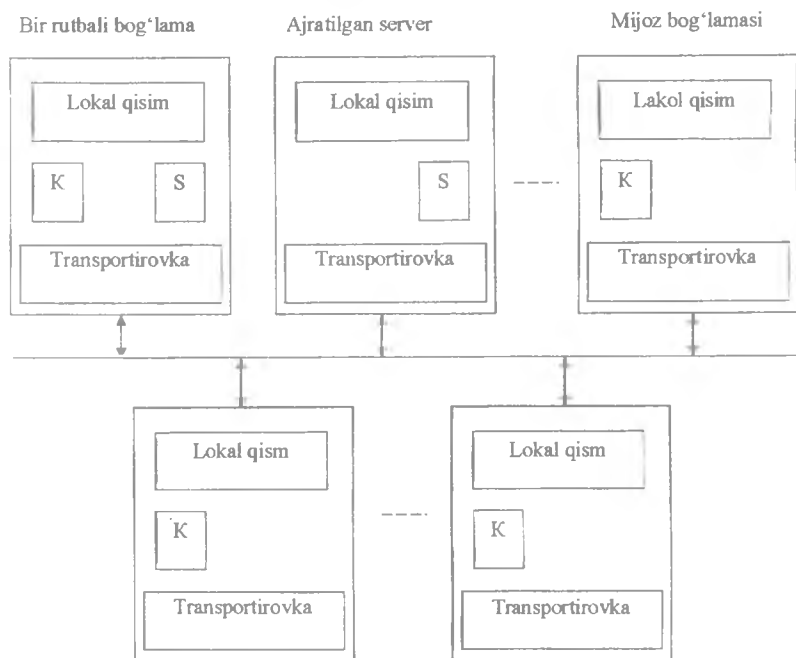 Bir rutbali bog‘lama
Ajratilgan server
Mijoz bog‘lamasi
Lokal qisim
Lokal qisim
Lakol qisim
K
S
S
K
Transportirovka
Transportirovka
Transportirovka
Lokal qism
Lokal qism
K
K
Transportirovka
Transportirovka